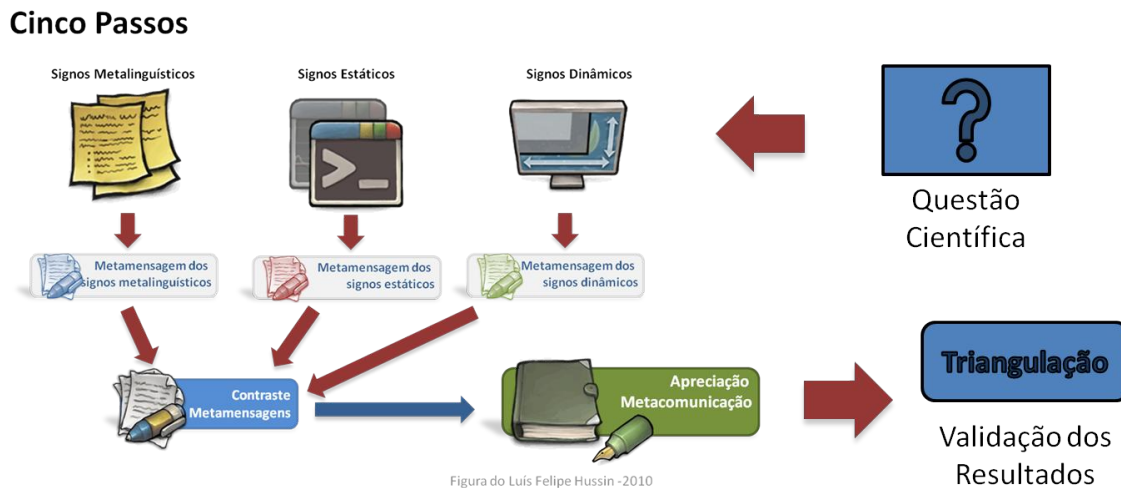 Cinco Passos
Signos Metalinguísticos
Signos Estáticos
Signos Dinâmicos
?
Questão
Científica
>_
Metamensagem dos
signos metalinguísticos
Metamensagem dos
signos estáticos
Metamensagem dos
signos dinâmicos
Contraste
Metamensagens
Apreciação
Metacomunicação
Triangulação
Validação dos
Resultados
Figura do Luís Felipe Hussin -2010